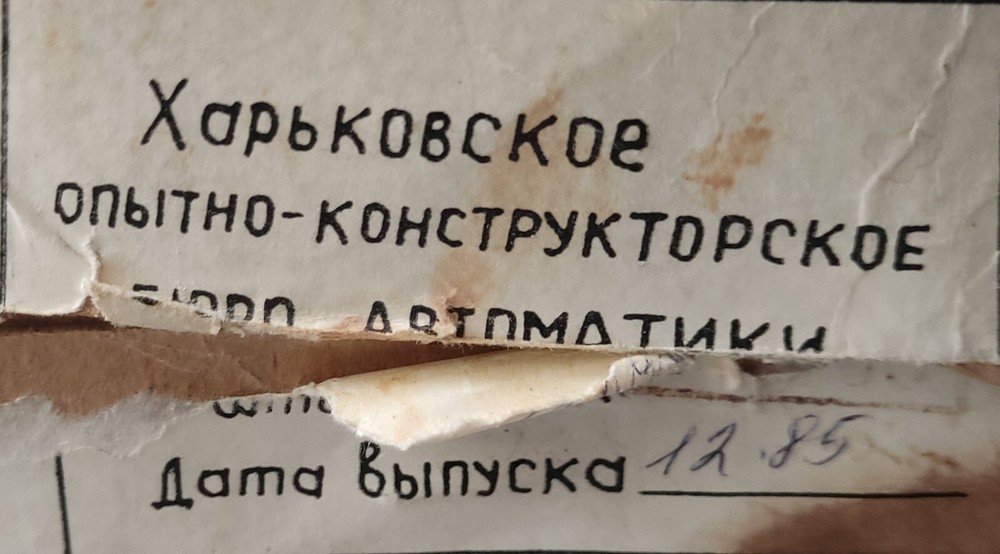 Харьковское
ОПЫТНО-КОНСТРУКТОРСКОЕ
БЮРО АВТОМАТИКИ
Дата выпуска 12.85